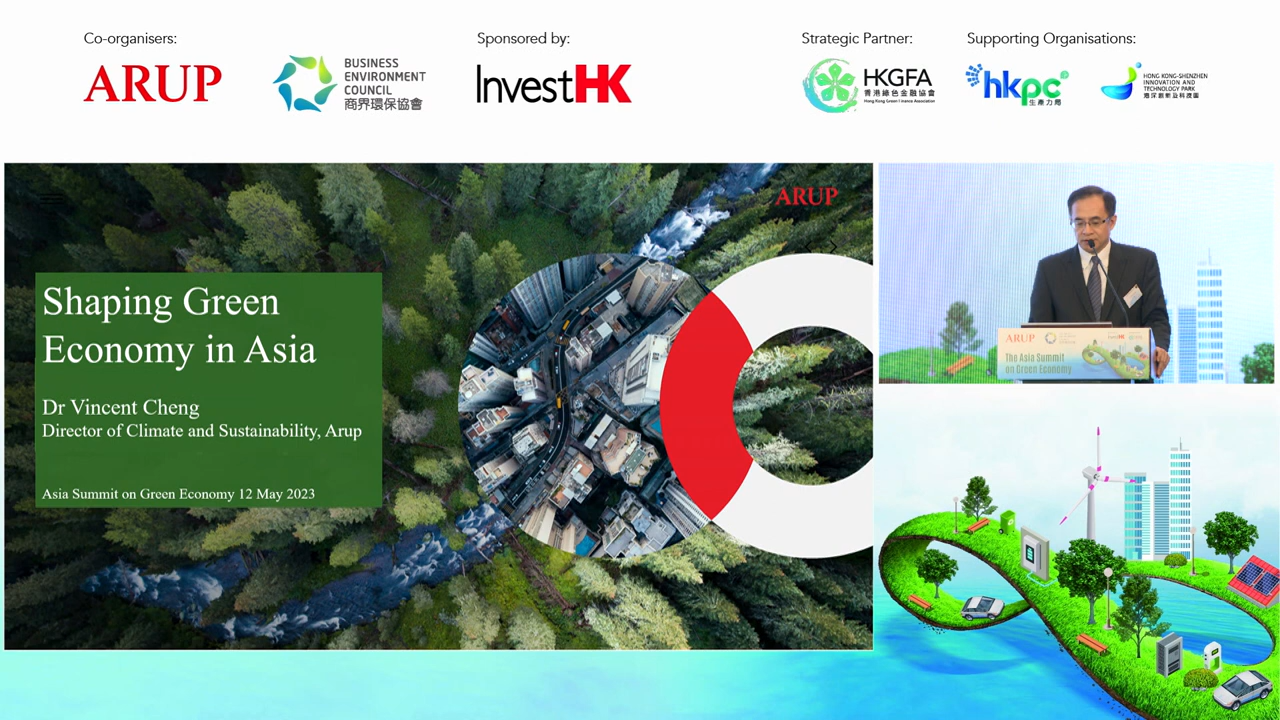 Co-organisers:
Sponsored by:
Strategic Partner:
Supporting Organisations:
ARUP
BUSINESS
ENVIRONMENT
COUNCIL
商界環保協會
InvestHK
HKGFA
香港綠色金融協會
Hong Kong Green Finance Association
hkpc
生產力局
HONG KONG-SHENZHEN
INNOVATION AND
TECHNOLOGY PARK
港深創新及科技園
ARUP
Shaping Green
Economy in Asia
Dr Vincent Cheng
Director of Climate and Sustainability, Arup
Asia Summit on Green Economy 12 May 2023
ARUP
InvestHK
The Asia Summit
on Green Economy